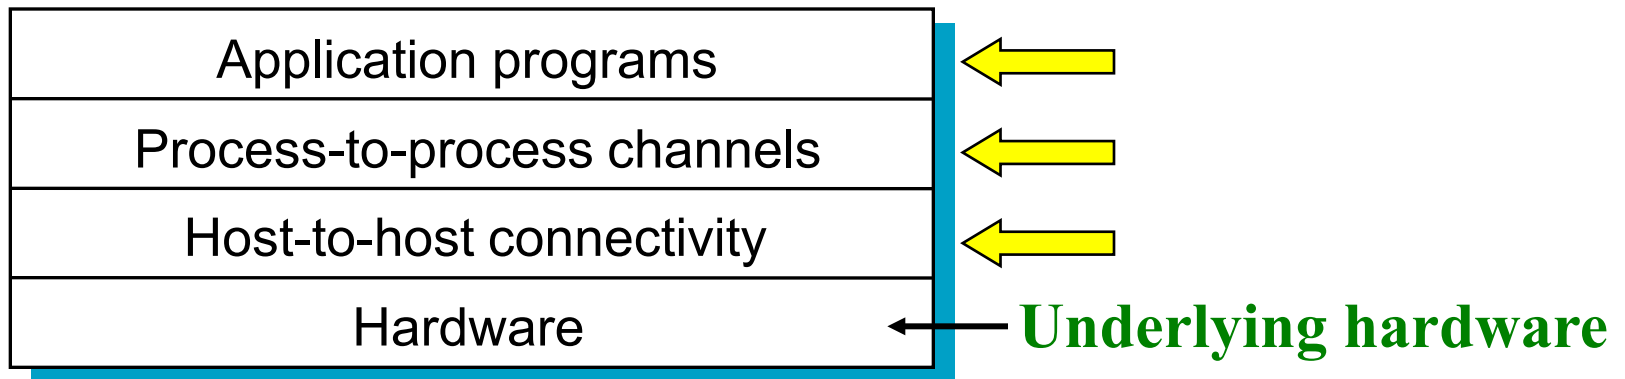 Application programs
Process-to-process channels
Host-to-host connectivity
Hardware
Underlying hardware